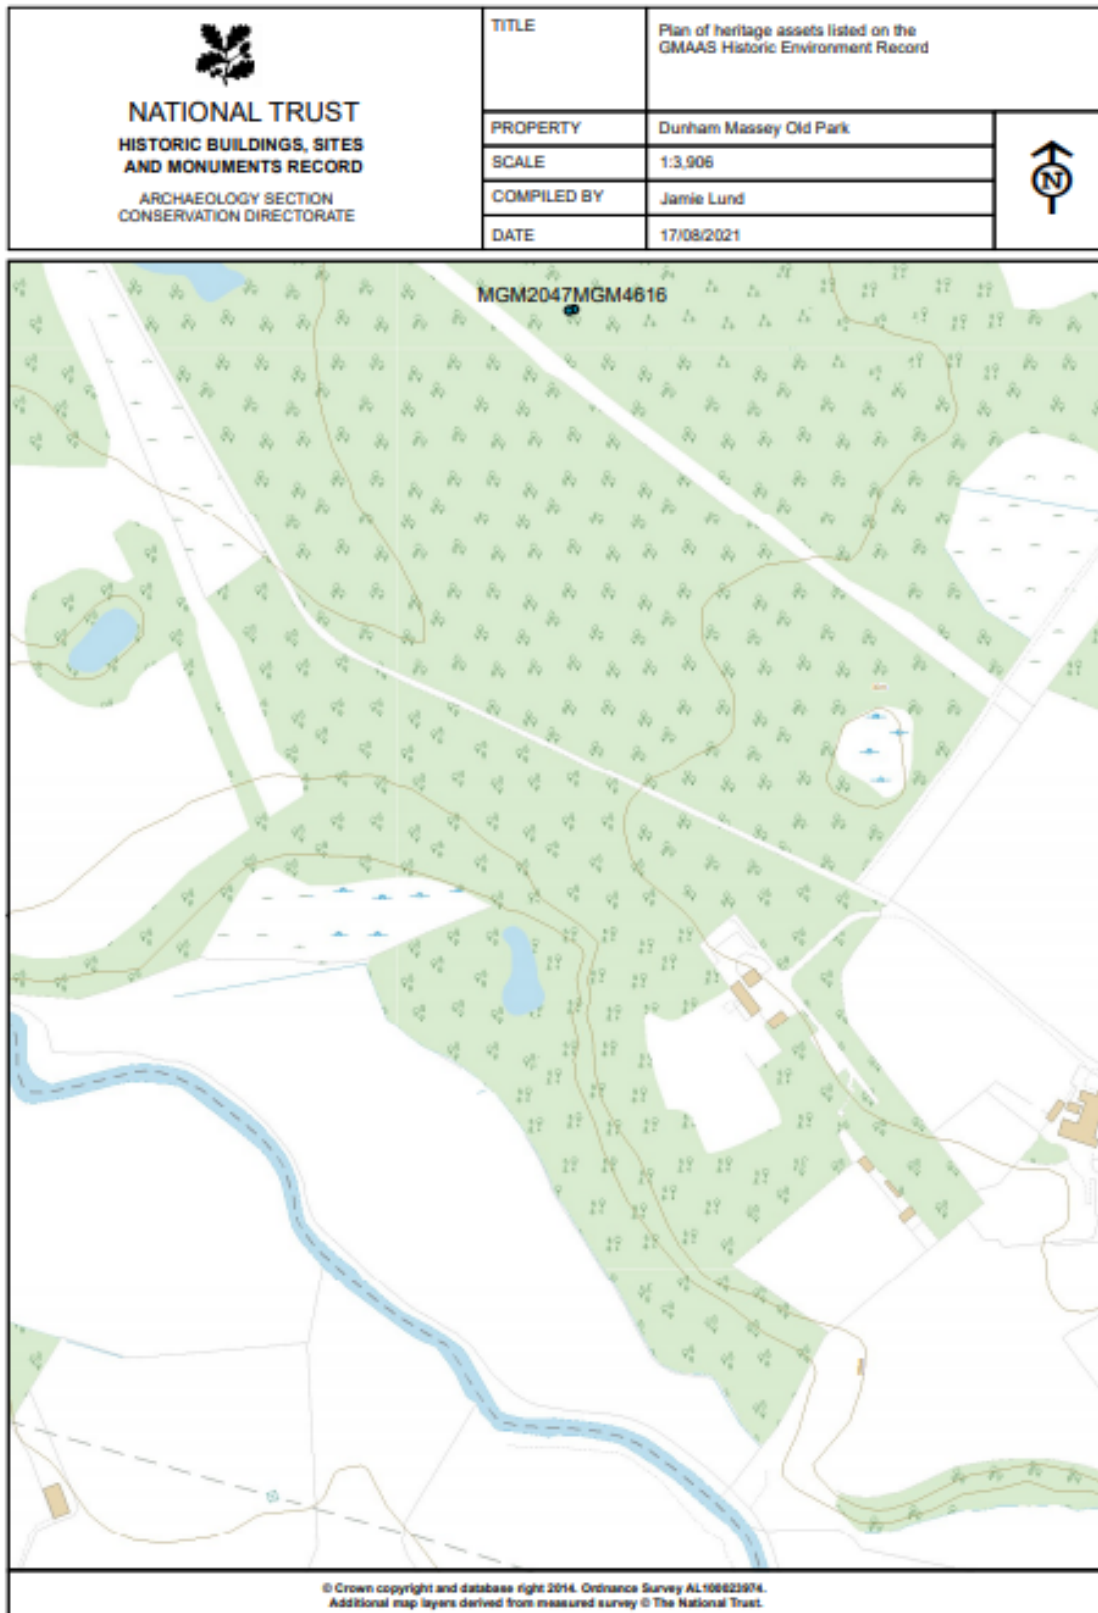 NATIONAL TRUST
HISTORIC BUILDINGS, SITES
AND MONUMENTS RECORD
ARCHAEOLOGY SECTION
CONSERVATION DIRECTORATE
TITLE
Plan of heritage assets listed on the
GMAAS Historic Environment Record
PROPERTY
Dunham Massey Old Park
SCALE
1:3,906
COMPILED BY
Jamie Lund
DATE
17/08/2021
N
MGM2047MGM4616
© Crown copyright and database right 2014. Ordinance Survey AL100023974.
Additional map layers derived from measured survey © The National Trust.